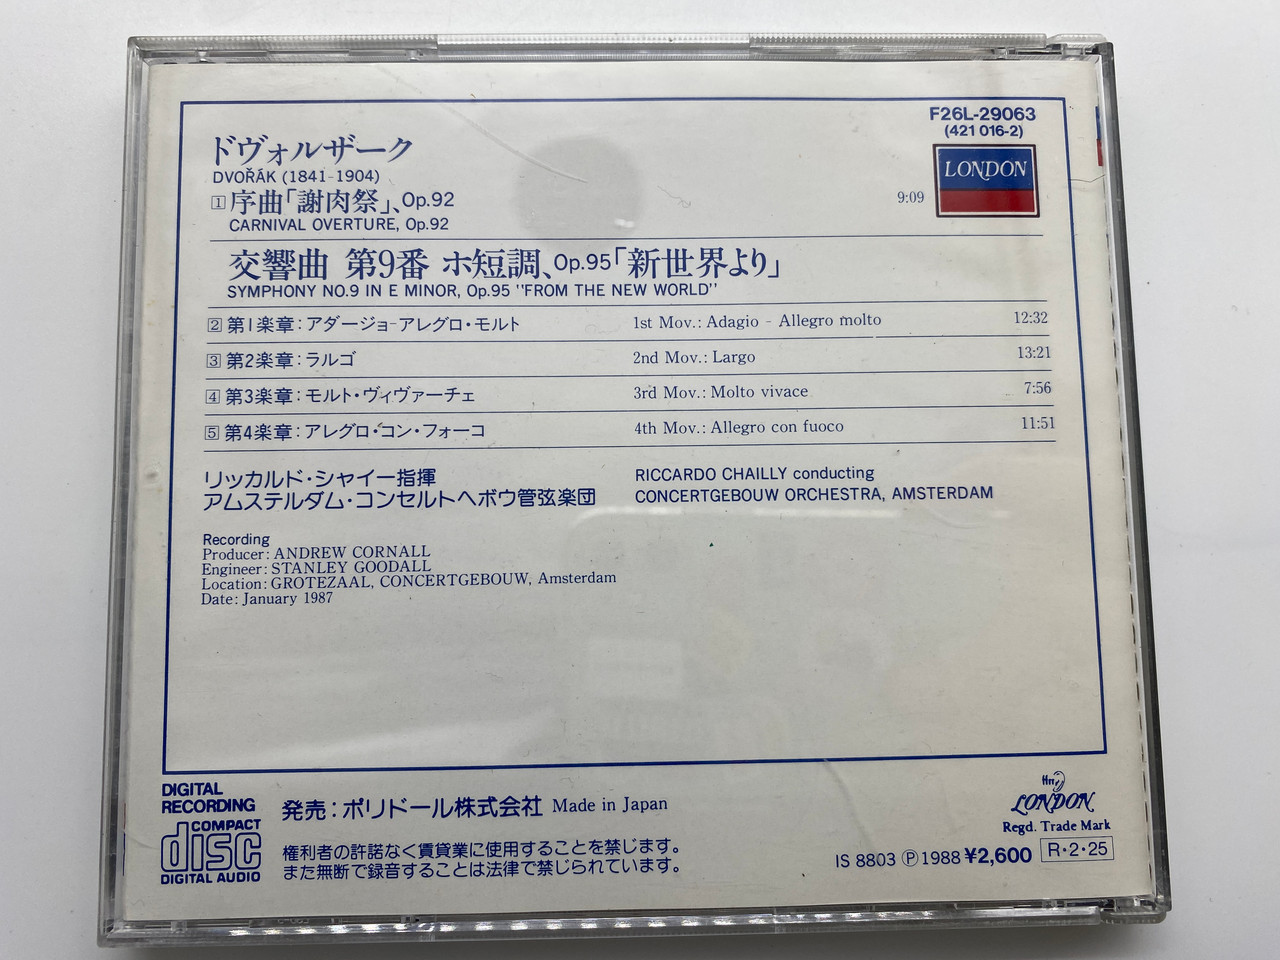 F26L-29063
(421 016-2)
LONDON
ドヴォルザーク
DVOŘÁK (1841-1904)
1 序曲「謝肉祭」、Op.92 9:09
CARNIVAL OVERTURE, Op.92
交響曲 第9番 ホ短調、Op.95「新世界より」
SYMPHONY NO.9 IN E MINOR, Op.95 "FROM THE NEW WORLD"
2 第1楽章：アダージョ−アレグロ・モルト 1st Mov.: Adagio - Allegro molto 12:32
3 第2楽章：ラルゴ 2nd Mov.: Largo 13:21
4 第3楽章：モルト・ヴィヴァーチェ 3rd Mov.: Molto vivace 7:56
5 第4楽章：アレグロ・コン・フォーコ 4th Mov.: Allegro con fuoco 11:51
リッカルド・シャイー指揮 RICCARDO CHAILLY conducting
アムステルダム・コンセルトヘボウ管弦楽団 CONCERTGEBOUW ORCHESTRA, AMSTERDAM
Recording
Producer: ANDREW CORNALL
Engineer: STANLEY GOODALL
Location: GROTEZAAL, CONCERTGEBOUW, Amsterdam
Date: January 1987
DIGITAL
RECORDING
COMPACT
disc
DIGITAL AUDIO
発売：ポリドール株式会社 Made in Japan
権利者の許諾なく賃貸業に使用することを禁じます。
また無断で録音することは法律で禁じられています。
ffrr
LONDON
Regd. Trade Mark
IS 8803 Ⓟ1988 ¥2,600 R・2・25